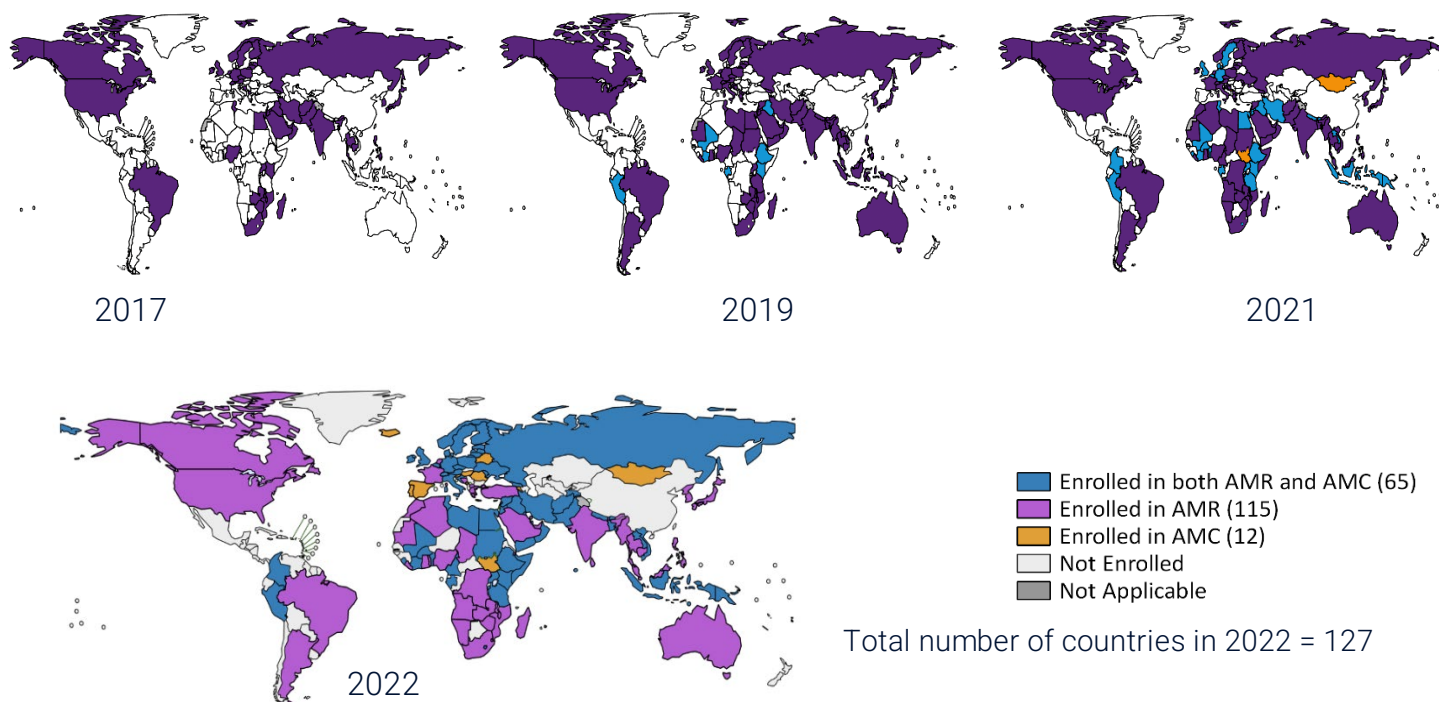 2017
2019
2021
2022
Enrolled in both AMR and AMC (65)
Enrolled in AMR (115)
Enrolled in AMC (12)
Not Enrolled
Not Applicable
Total number of countries in 2022 = 127